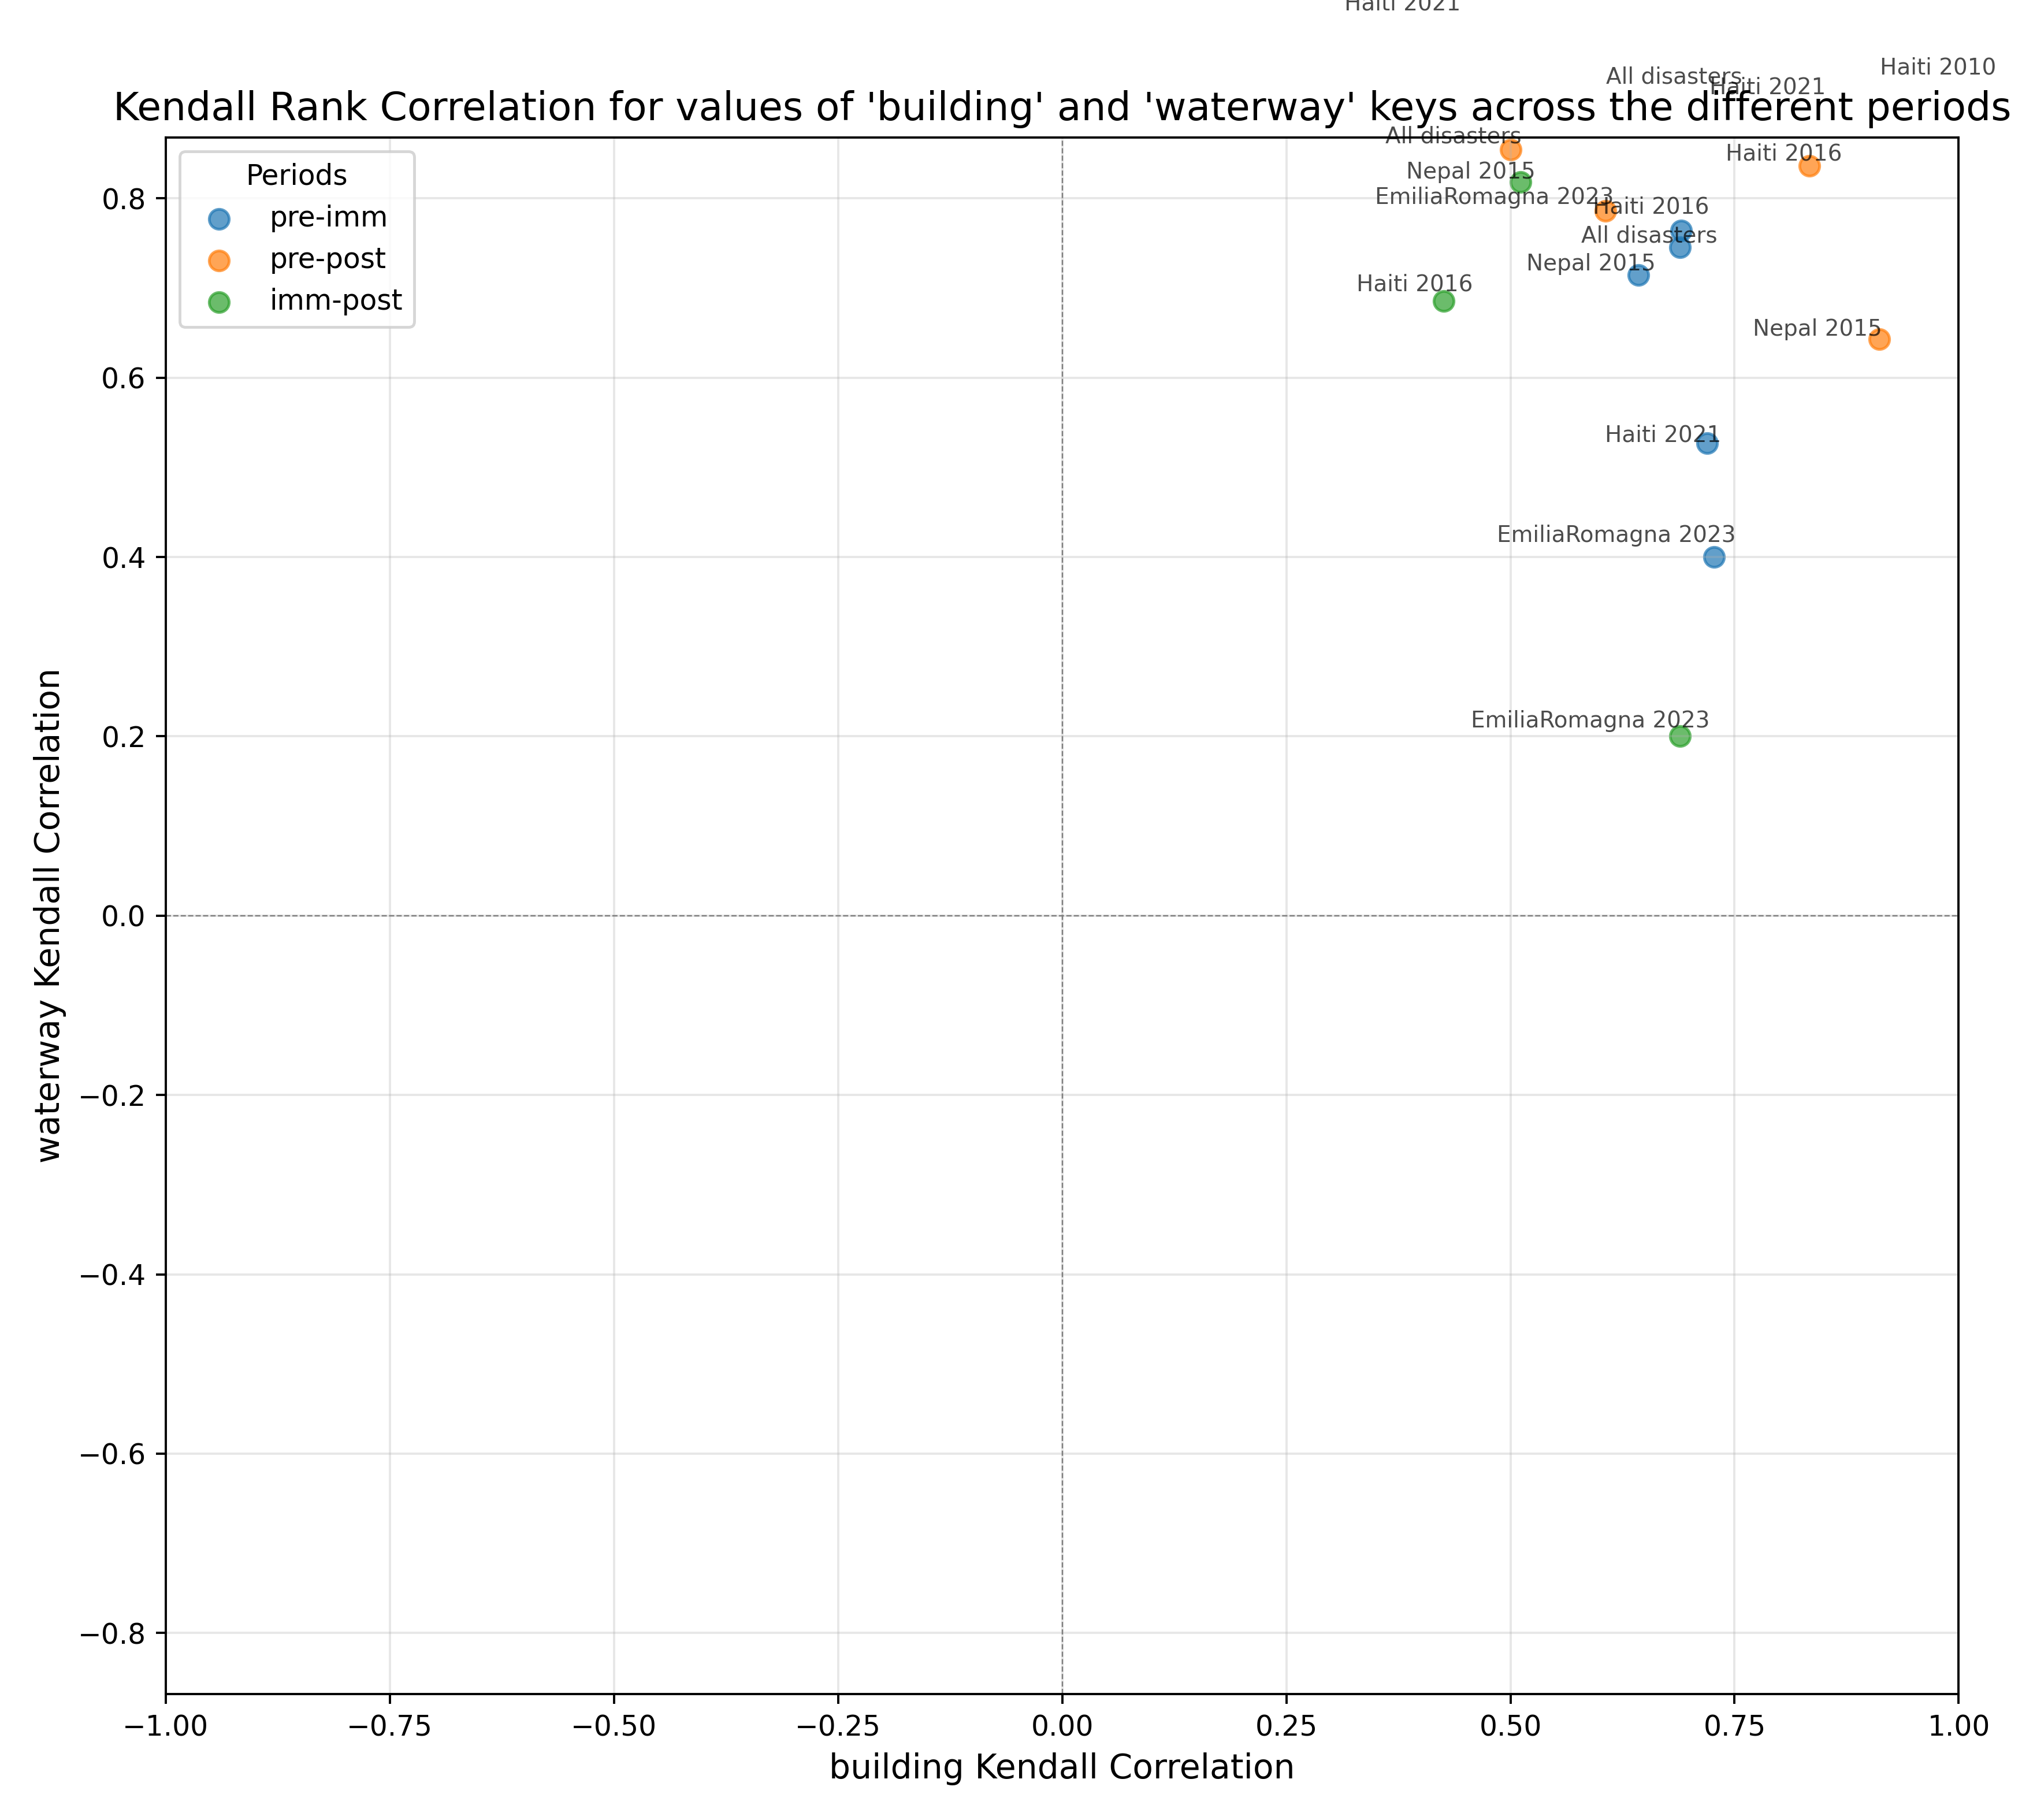 Haiti 2021
Haiti 2010
All disasters
Haiti 2021
Kendall Rank Correlation for values of 'building' and 'waterway' keys across the different periods
All disasters
Haiti 2016
Nepal 2015
EmiliaRomagna 2023
Haiti 2016
All disasters
Nepal 2015
Haiti 2016
Nepal 2015
Haiti 2021
EmiliaRomagna 2023
EmiliaRomagna 2023
Periods
pre-imm
pre-post
imm-post
waterway Kendall Correlation
0.8
0.6
0.4
0.2
0.0
−0.2
−0.4
−0.6
−0.8
−1.00 −0.75 −0.50 −0.25 0.00 0.25 0.50 0.75 1.00
building Kendall Correlation